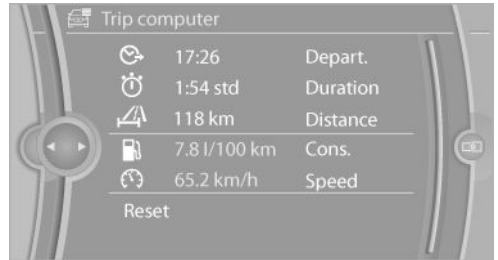 Trip computer
17:26 Depart.
1:54 std Duration
118 km Distance
7.8 l/100 km Cons.
65.2 km/h Speed
Reset